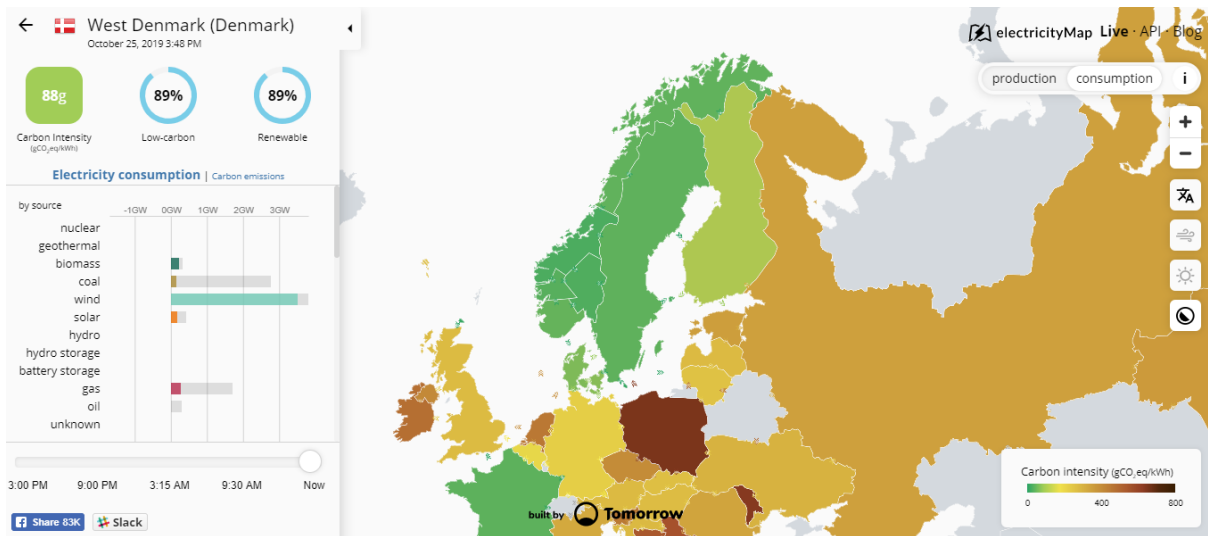 West Denmark (Denmark)
October 25, 2019 3:48 PM
88g
89%
89%
Carbon Intensity
(gCO₂eq/kWh)
Low-carbon
Renewable
Electricity consumption | Carbon emissions
by source
-1GW 0GW 1GW 2GW 3GW
nuclear
geothermal
biomass
coal
wind
solar
hydro
hydro storage
battery storage
gas
oil
unknown
3:00 PM 9:00 PM 3:15 AM 9:30 AM Now
Share 83K
Slack
electricityMap Live · API · Blog
production consumption i
+
−
文A
built by Tomorrow
Carbon intensity (gCO₂eq/kWh)
0 400 800